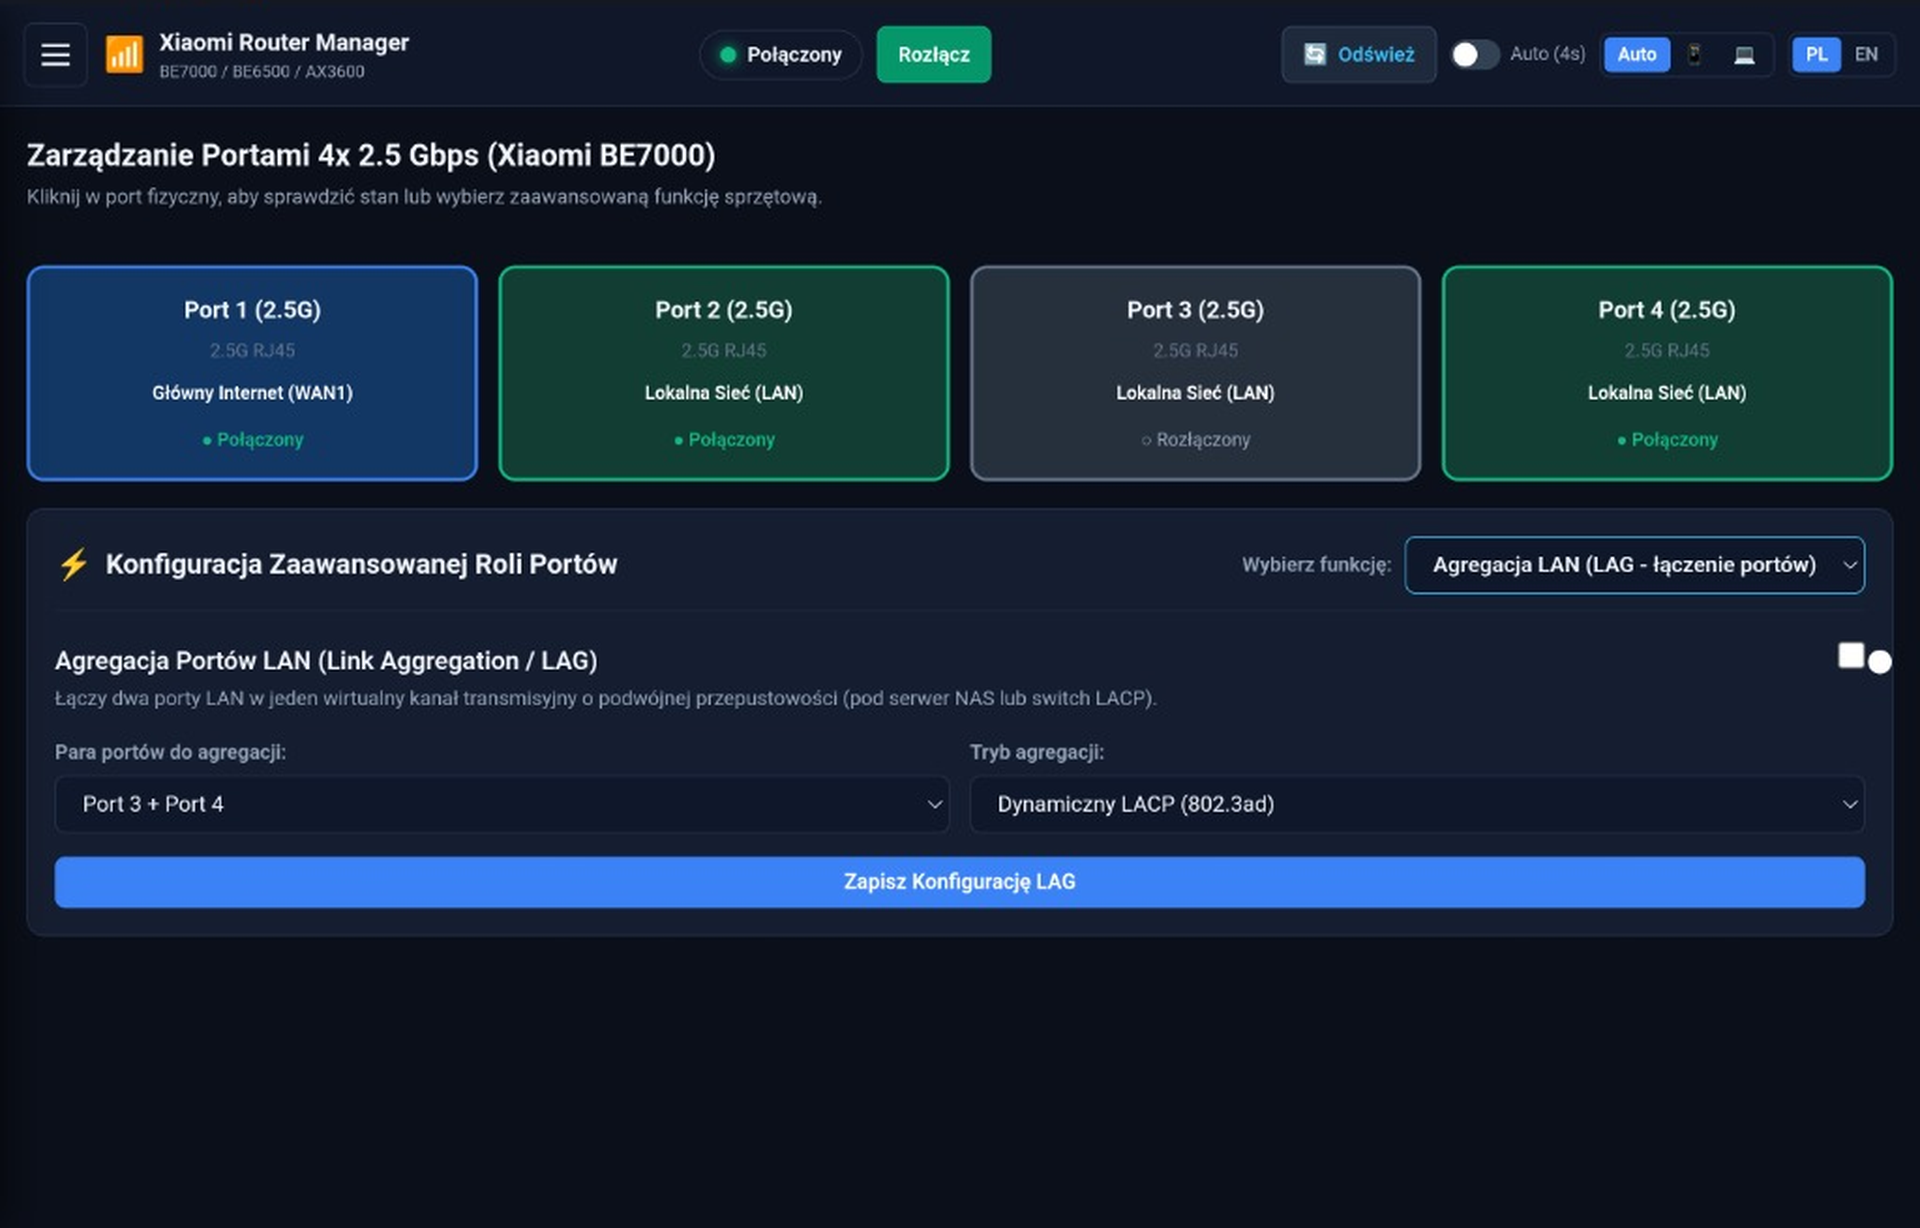 Xiaomi Router Manager
BE7000 / BE6500 / AX3600
Połączony
Rozłącz
Odśwież
Auto (4s)
Auto
PL
EN
Zarządzanie Portami 4x 2.5 Gbps (Xiaomi BE7000)
Kliknij w port fizyczny, aby sprawdzić stan lub wybierz zaawansowaną funkcję sprzętową.
Port 1 (2.5G)
2.5G RJ45
Główny Internet (WAN1)
● Połączony
Port 2 (2.5G)
2.5G RJ45
Lokalna Sieć (LAN)
● Połączony
Port 3 (2.5G)
2.5G RJ45
Lokalna Sieć (LAN)
○ Rozłączony
Port 4 (2.5G)
2.5G RJ45
Lokalna Sieć (LAN)
● Połączony
Konfiguracja Zaawansowanej Roli Portów
Wybierz funkcję:
Agregacja LAN (LAG - łączenie portów)
Agregacja Portów LAN (Link Aggregation / LAG)
Łączy dwa porty LAN w jeden wirtualny kanał transmisyjny o podwójnej przepustowości (pod serwer NAS lub switch LACP).
Para portów do agregacji:
Port 3 + Port 4
Tryb agregacji:
Dynamiczny LACP (802.3ad)
Zapisz Konfigurację LAG